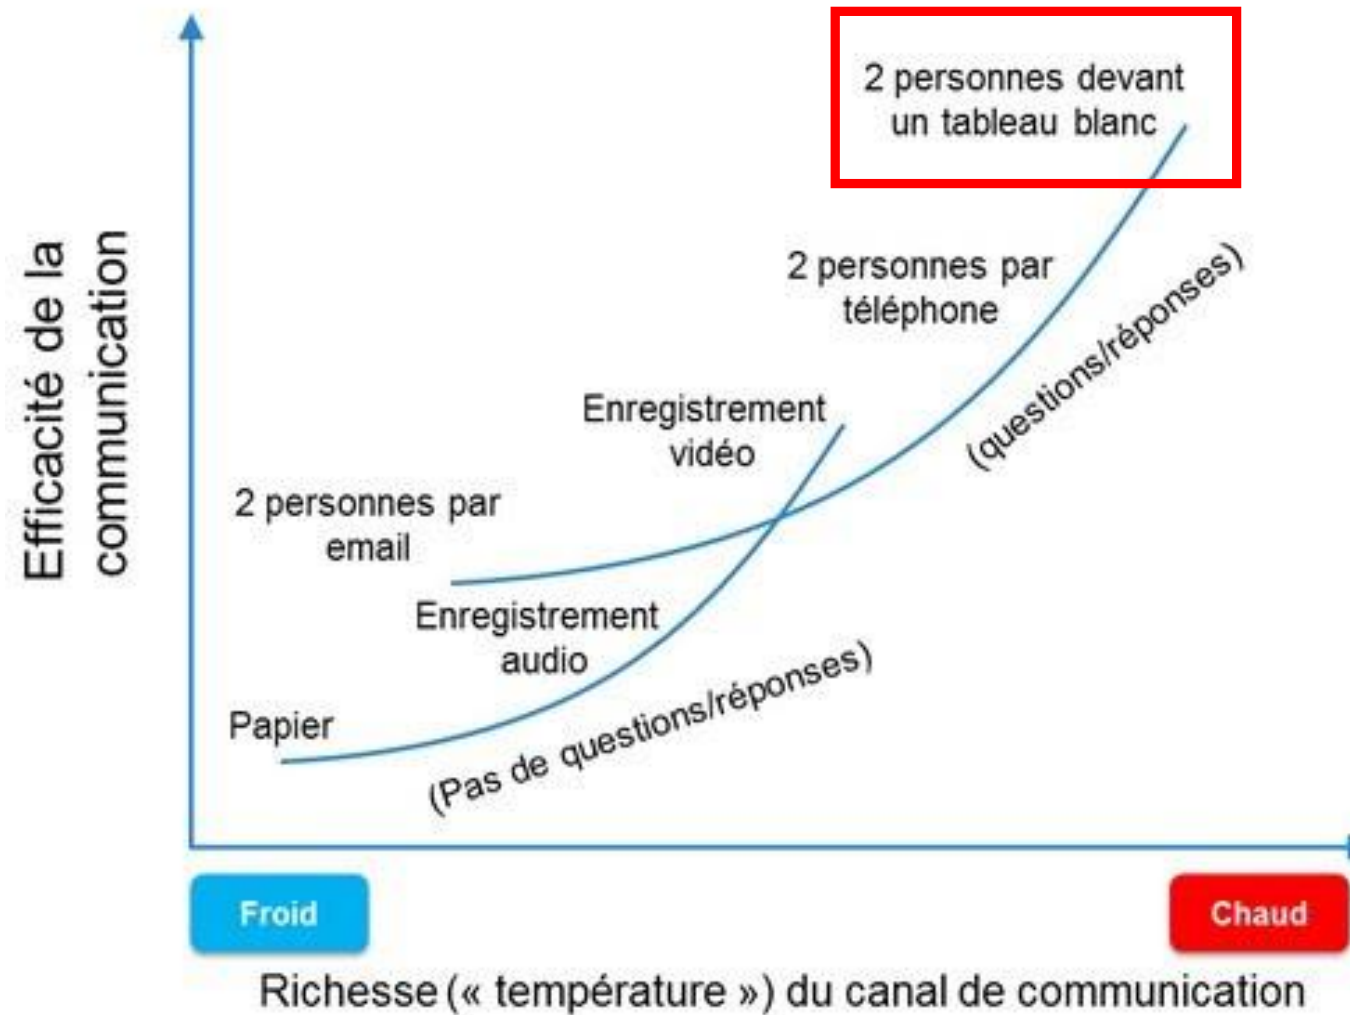 2 personnes devant
un tableau blanc
2 personnes par
téléphone
(questions/réponses)
Enregistrement
vidéo
2 personnes par
email
Enregistrement
audio
(Pas de questions/réponses)
Papier
Efficacité de la
communication
Froid
Chaud
Richesse (« température ») du canal de communication